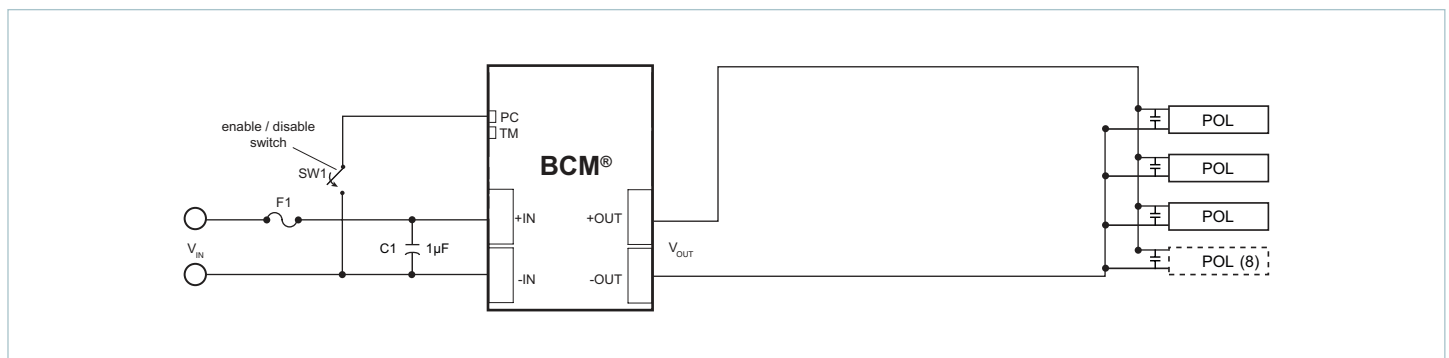 enable / disable
switch
SW1
F1
V_IN
C1 1µF
PC
TM
BCM®
+IN
-IN
+OUT
-OUT
V_OUT
POL
POL
POL
POL (8)